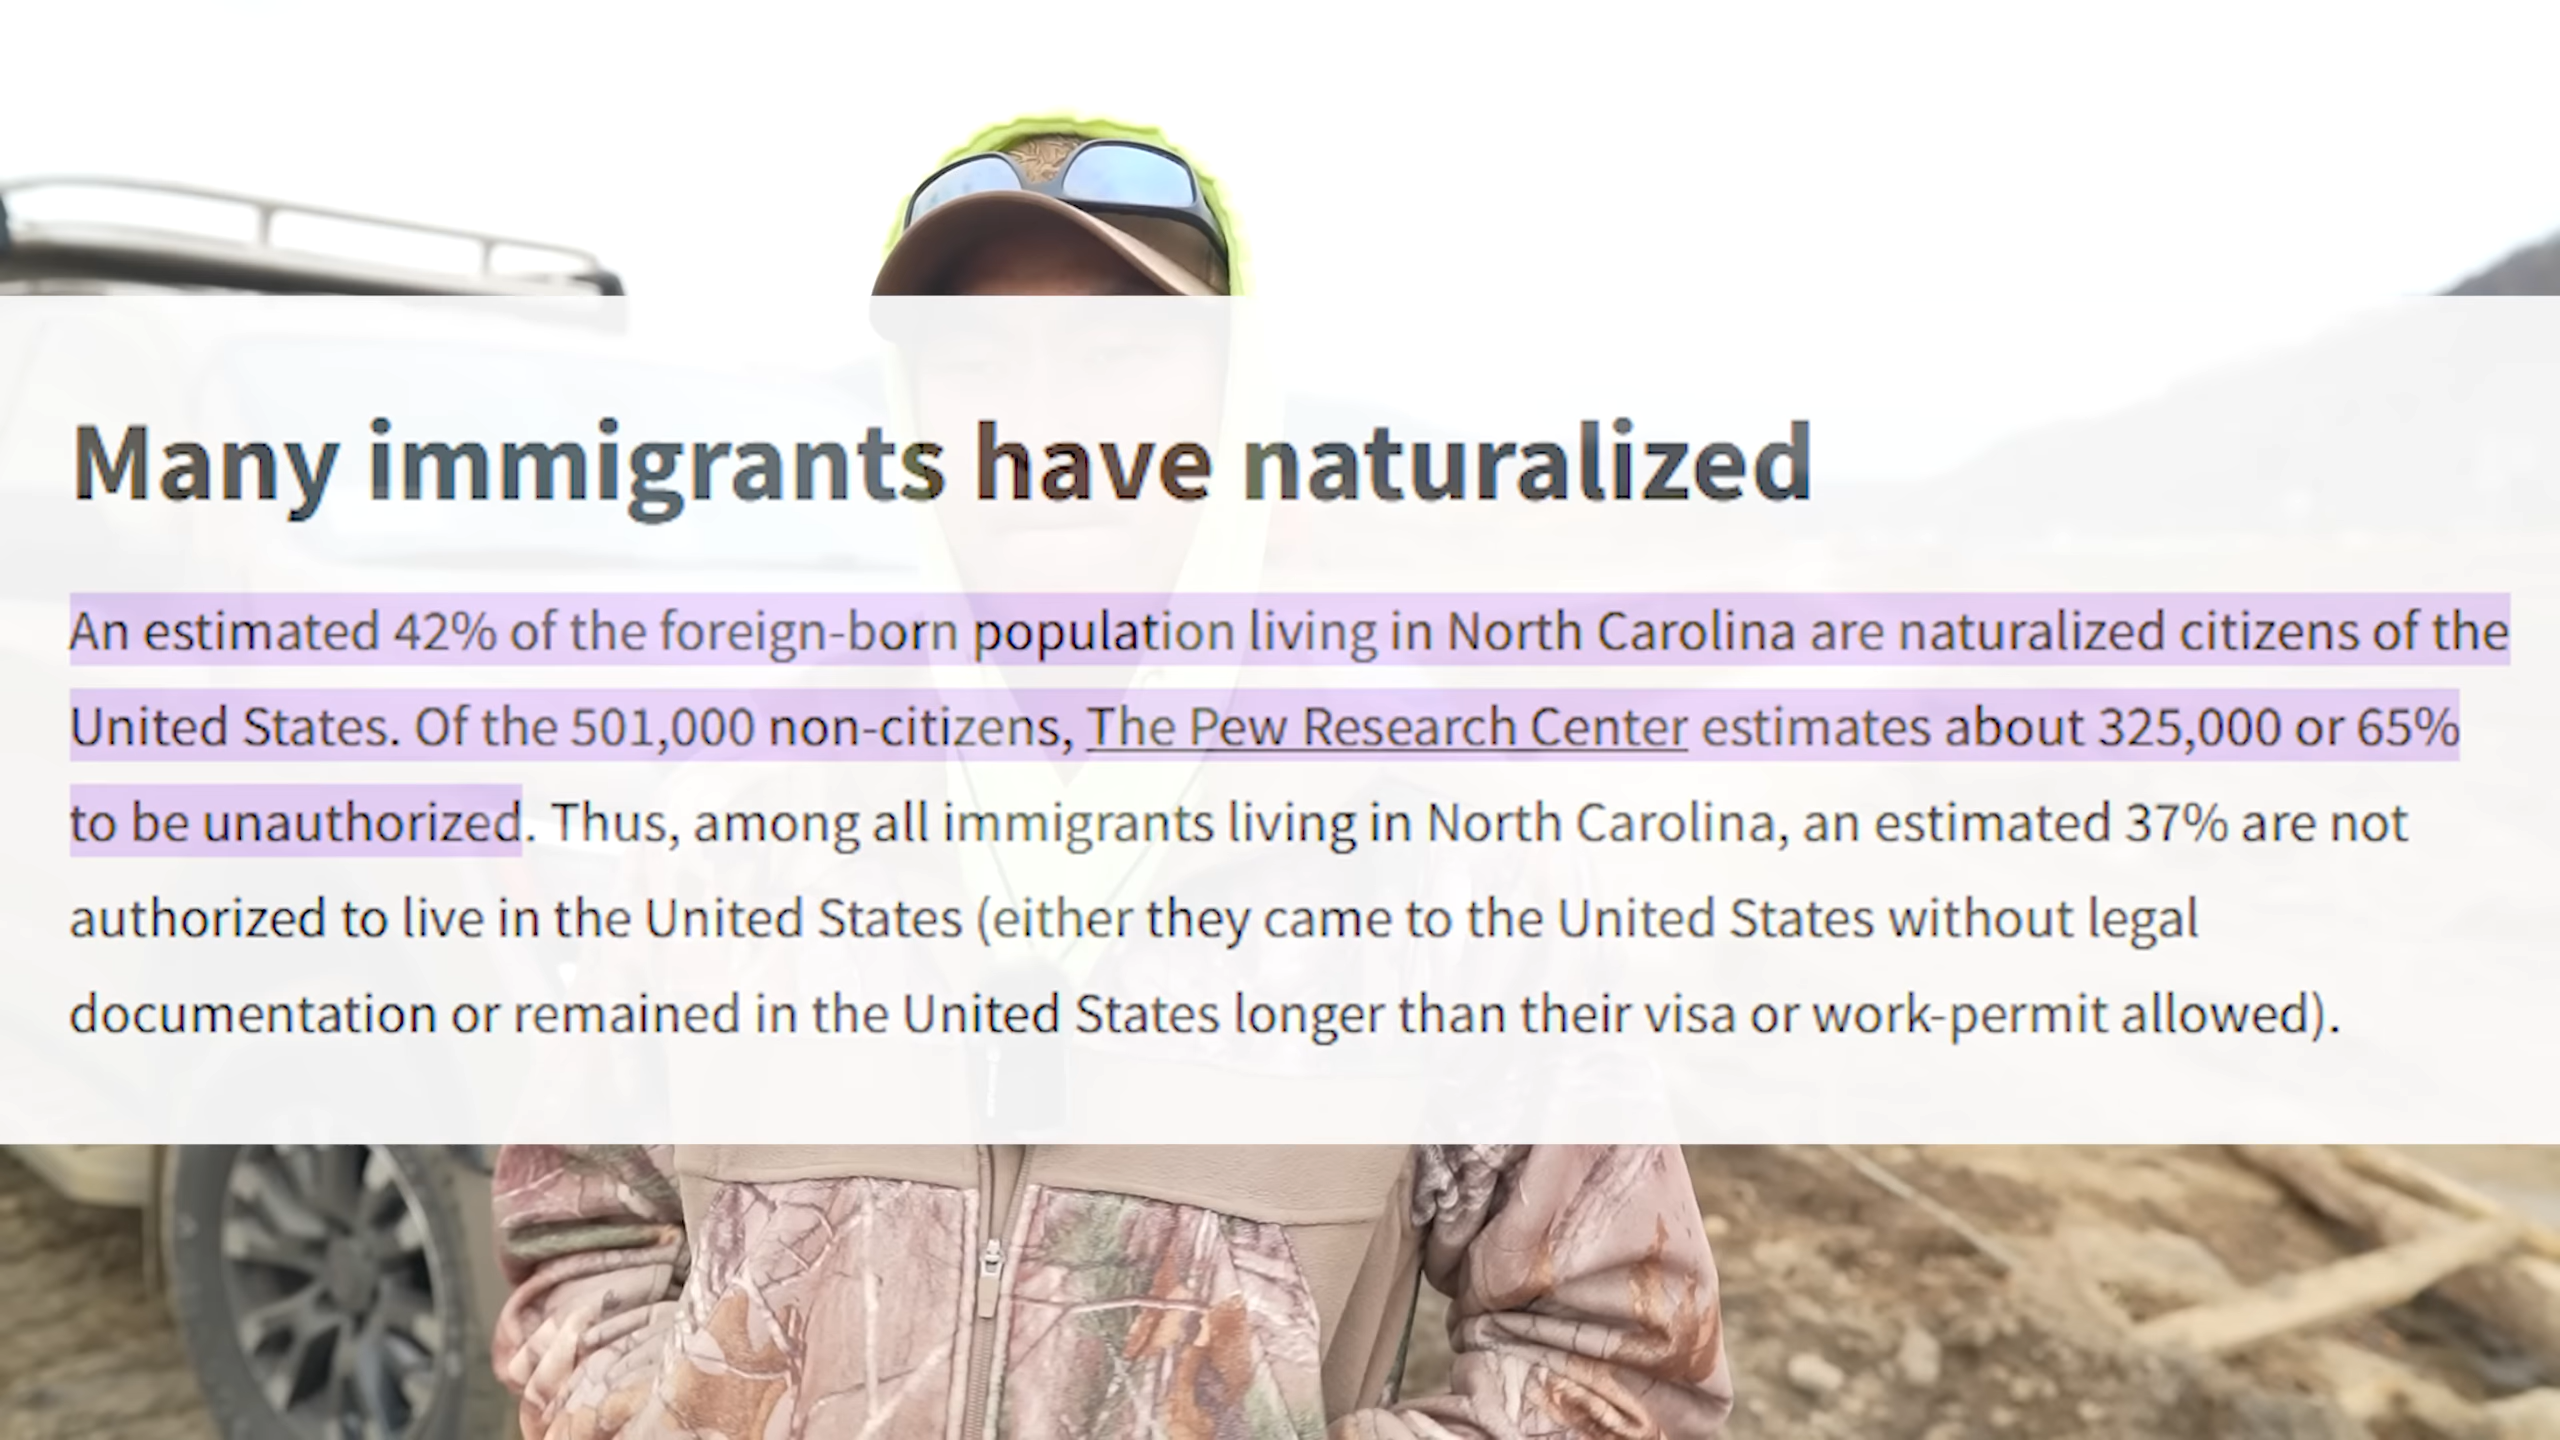 Many immigrants have naturalized
An estimated 42% of the foreign-born population living in North Carolina are naturalized citizens of the
United States. Of the 501,000 non-citizens, The Pew Research Center estimates about 325,000 or 65%
to be unauthorized. Thus, among all immigrants living in North Carolina, an estimated 37% are not
authorized to live in the United States (either they came to the United States without legal
documentation or remained in the United States longer than their visa or work-permit allowed).